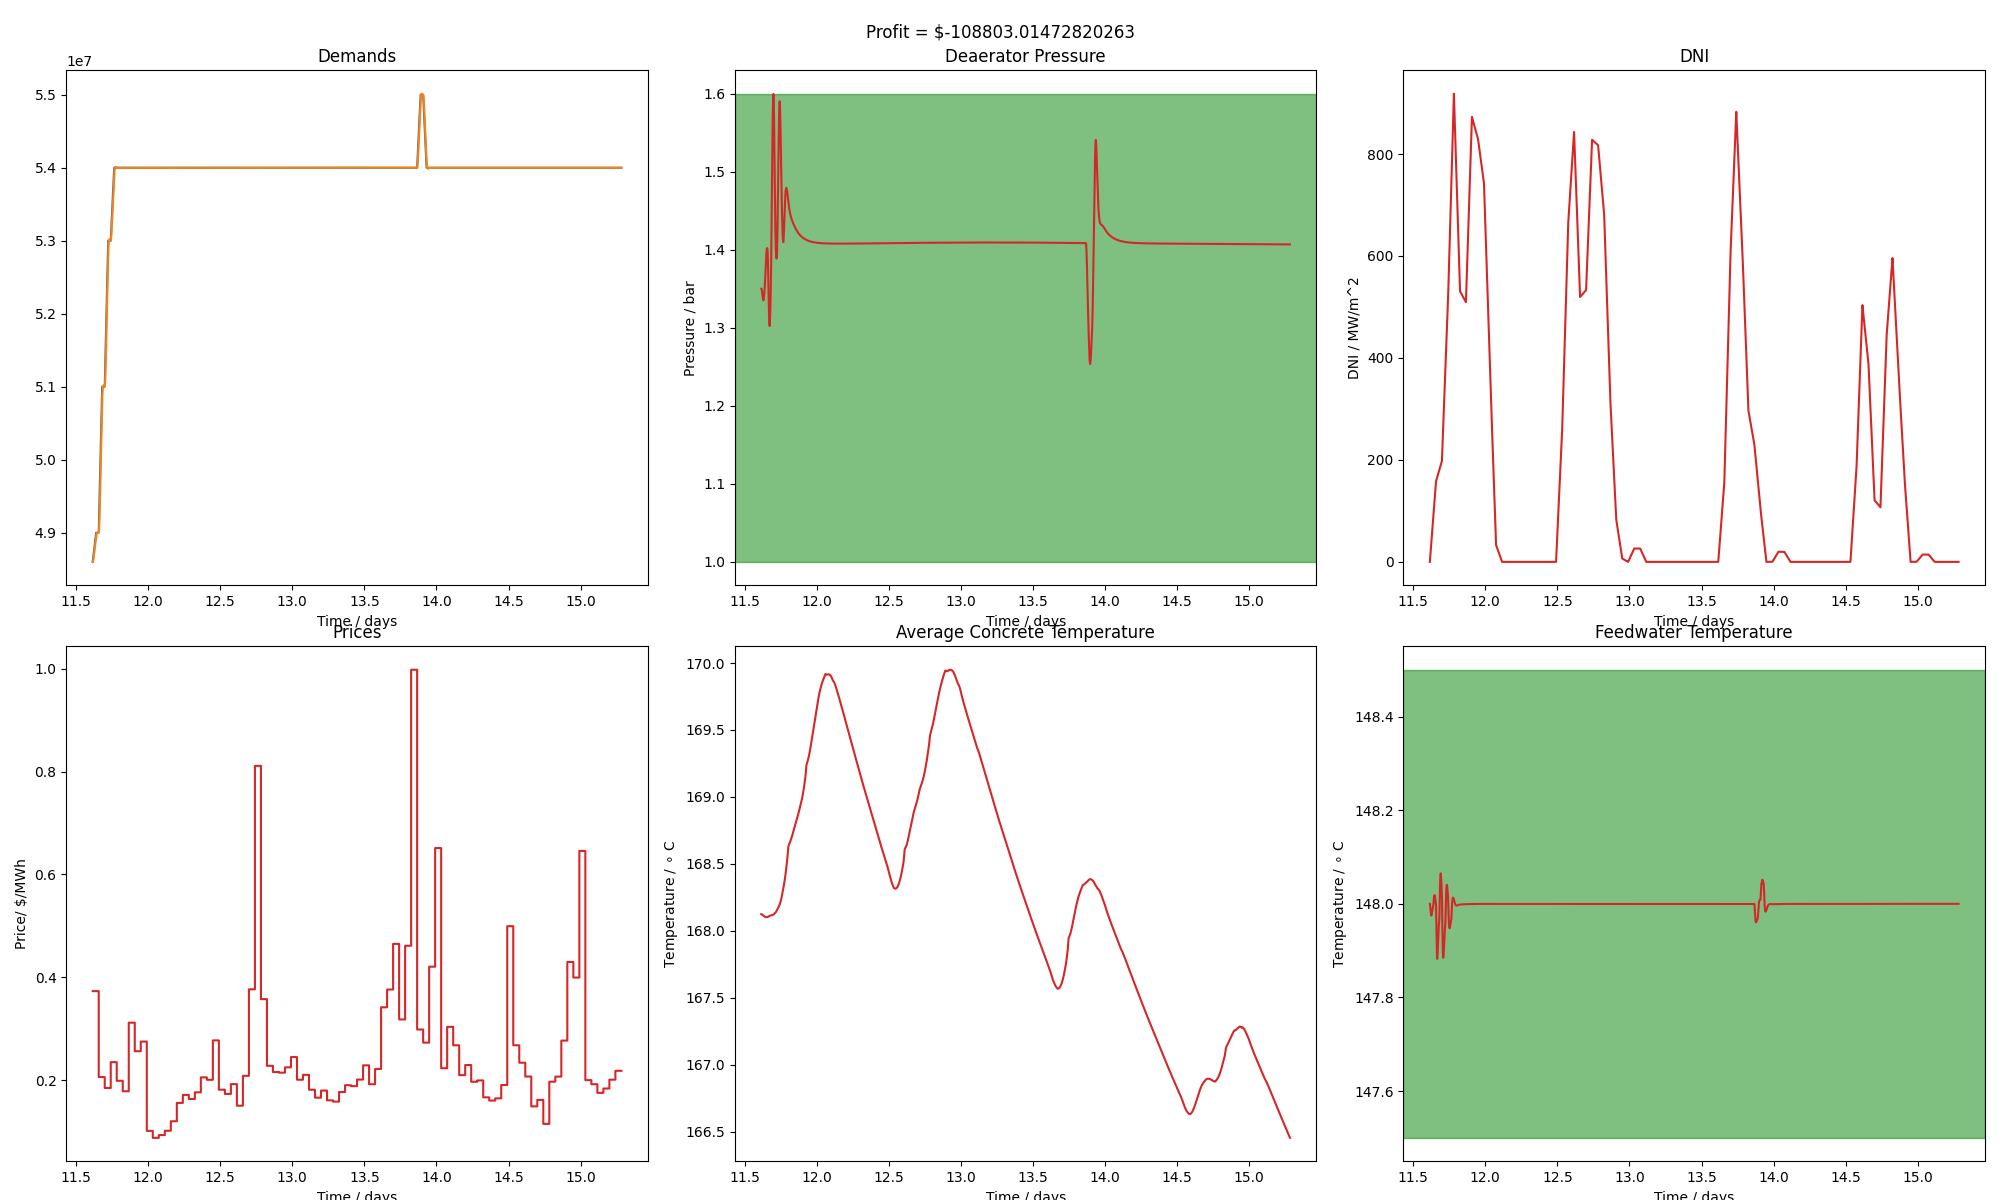 Profit = $-108803.01472820263
Demands
1e7
5.5
5.4
5.3
5.2
5.1
5.0
4.9
11.5 12.0 12.5 13.0 13.5 14.0 14.5 15.0
Time / days
Deaerator Pressure
Pressure / bar
1.6
1.5
1.4
1.3
1.2
1.1
1.0
11.5 12.0 12.5 13.0 13.5 14.0 14.5 15.0
Time / days
DNI
DNI / MW/m^2
800
600
400
200
0
11.5 12.0 12.5 13.0 13.5 14.0 14.5 15.0
Time / days
Prices
Price/ $/MWh
1.0
0.8
0.6
0.4
0.2
11.5 12.0 12.5 13.0 13.5 14.0 14.5 15.0
Time / days
Average Concrete Temperature
Temperature / ∘ C
170.0
169.5
169.0
168.5
168.0
167.5
167.0
166.5
11.5 12.0 12.5 13.0 13.5 14.0 14.5 15.0
Time / days
Feedwater Temperature
Temperature / ∘ C
148.4
148.2
148.0
147.8
147.6
11.5 12.0 12.5 13.0 13.5 14.0 14.5 15.0
Time / days